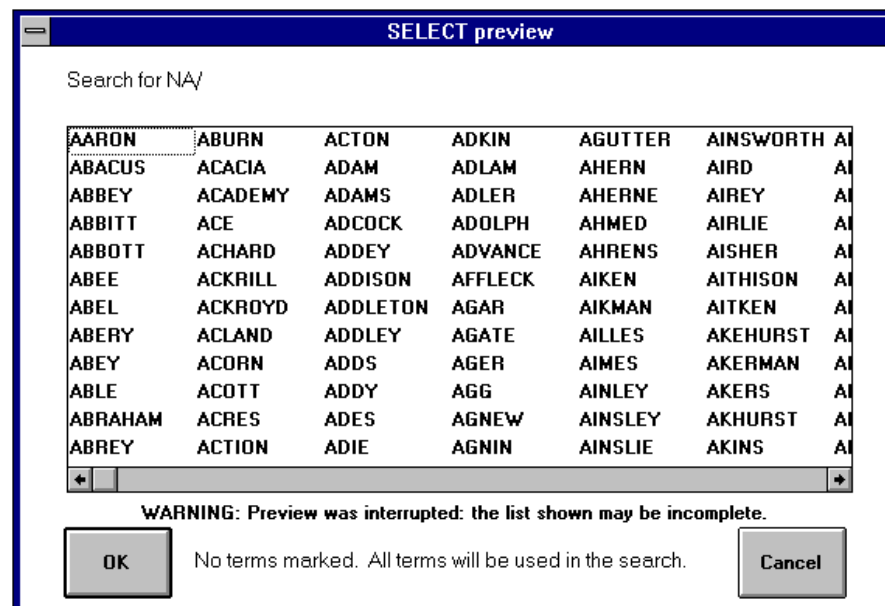 SELECT preview
Search for NA/
AARON ABURN ACTON ADKIN AGUTTER AINSWORTH
ABACUS ACACIA ADAM ADLAM AHERN AIRD
ABBEY ACADEMY ADAMS ADLER AHERNE AIREY
ABBITT ACE ADCOCK ADOLPH AHMED AIRLIE
ABBOTT ACHARD ADDEY ADVANCE AHRENS AISHER
ABEE ACKRILL ADDISON AFFLECK AIKEN AITHISON
ABEL ACKROYD ADDLETON AGAR AIKMAN AITKEN
ABERY ACLAND ADDLEY AGATE AILLES AKEHURST
ABEY ACORN ADDS AGER AIMES AKERMAN
ABLE ACOTT ADDY AGG AINLEY AKERS
ABRAHAM ACRES ADES AGNEW AINSLEY AKHURST
ABREY ACTION ADIE AGNIN AINSLIE AKINS
WARNING: Preview was interrupted: the list shown may be incomplete.
OK No terms marked. All terms will be used in the search. Cancel